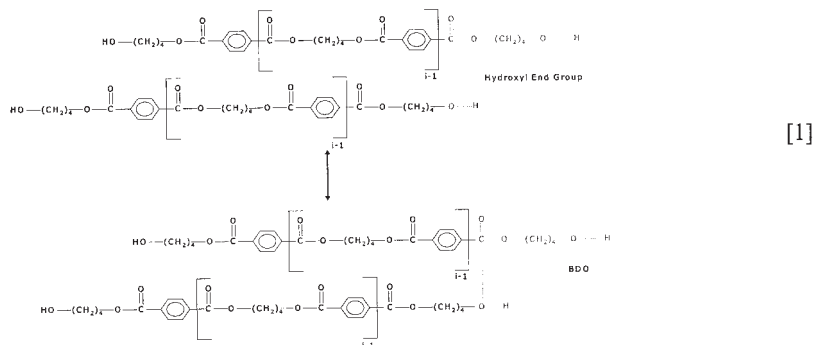 O O O O O
HO—(CH₂)₄—O—C—C—O—(CH₂)₄—O—C—C O (CH₂)₄ O H
i-1
Hydroxyl End Group
O O O O
HO—(CH₂)₄—O—C—C—O—(CH₂)₄—O—C—C—O—(CH₂)₄—O----H
i-1
[1]
O O O O O
HO—(CH₂)₄—O—C—C—O—(CH₂)₄—O—C—C O (CH₂)₄ O --- H
i-1
BDO
O O O O
HO—(CH₂)₄—O—C—C—O—(CH₂)₄—O—C—C—O—(CH₂)₄—O H
i-1